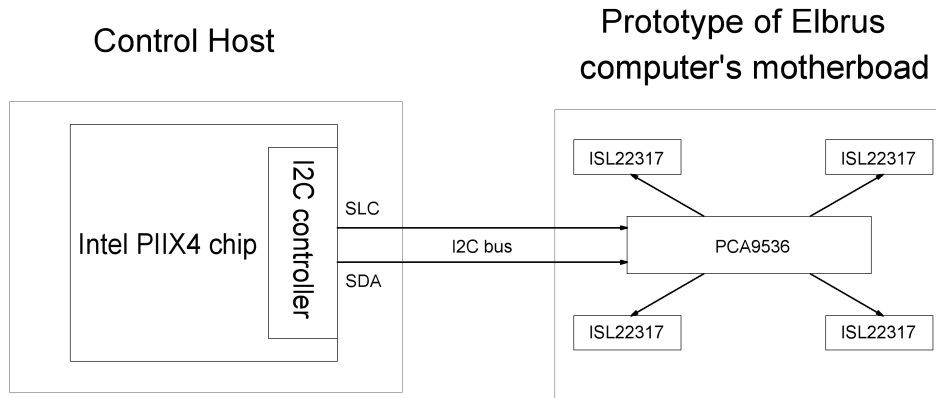 Control Host
Prototype of Elbrus
computer's motherboad
Intel PIIX4 chip
I2C controller
SLC
I2C bus
SDA
ISL22317
ISL22317
PCA9536
ISL22317
ISL22317